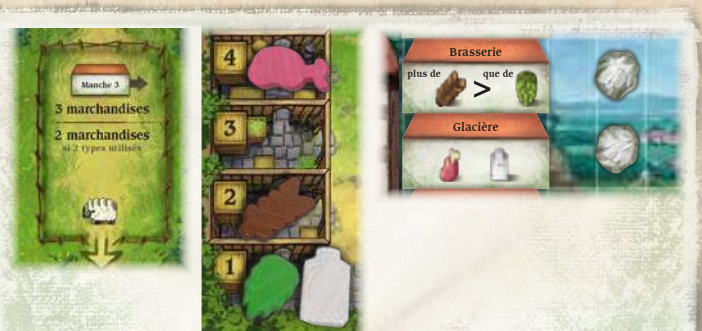 Manche 3
3 marchandises
2 marchandises
si 2 types utilisés
4
3
2
1
Brasserie
plus de > que de
Glacière